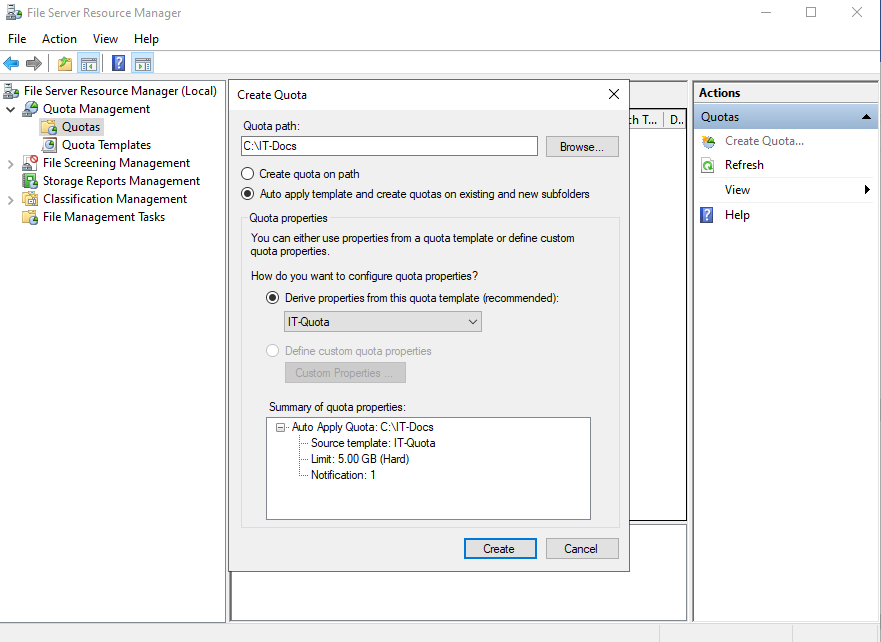 File Server Resource Manager
File Action View Help
File Server Resource Manager (Local)
Quota Management
Quotas
Quota Templates
File Screening Management
Storage Reports Management
Classification Management
File Management Tasks
Create Quota
Quota path:
C:\IT-Docs
Browse...
Create quota on path
Auto apply template and create quotas on existing and new subfolders
Quota properties
You can either use properties from a quota template or define custom
quota properties.
How do you want to configure quota properties?
Derive properties from this quota template (recommended):
IT-Quota
Define custom quota properties
Custom Properties ...
Summary of quota properties:
Auto Apply Quota: C:\IT-Docs
Source template: IT-Quota
Limit: 5.00 GB (Hard)
Notification: 1
Create Cancel
ch T... D..
Actions
Quotas
Create Quota...
Refresh
View
Help